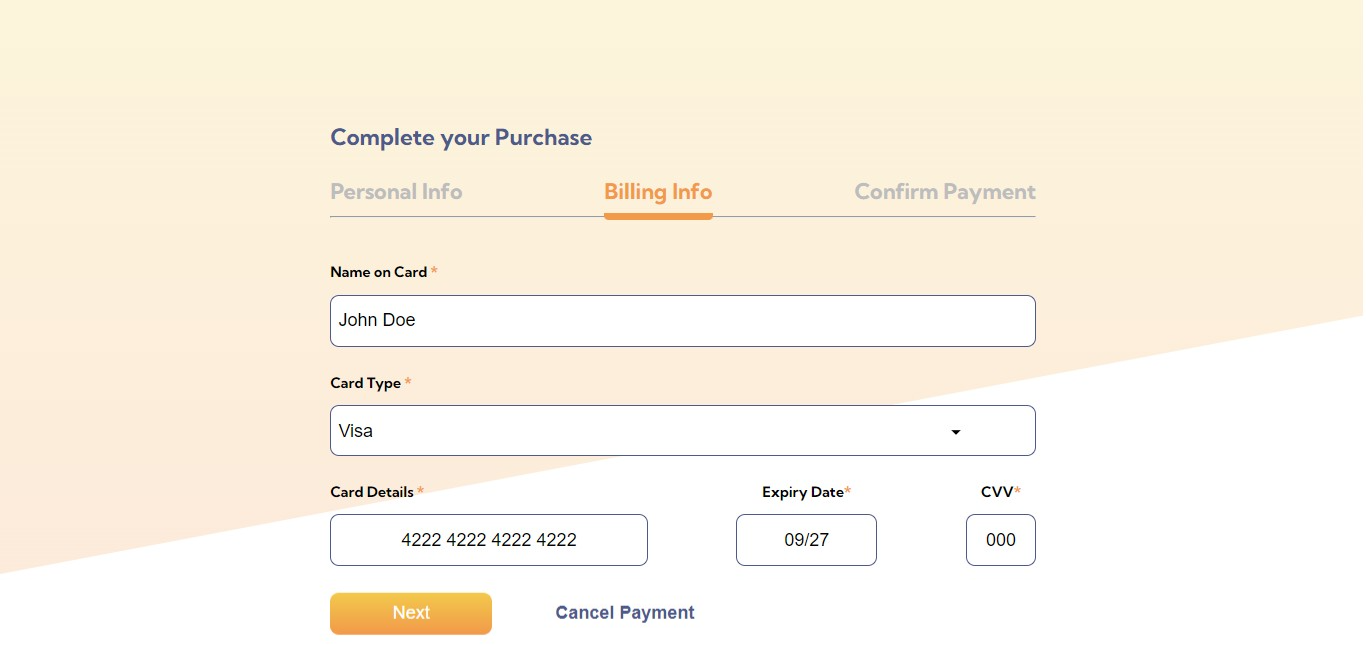 Complete your Purchase
Personal Info Billing Info Confirm Payment
Name on Card *
John Doe
Card Type *
Visa
Card Details * Expiry Date* CVV*
4222 4222 4222 4222 09/27 000
Next Cancel Payment